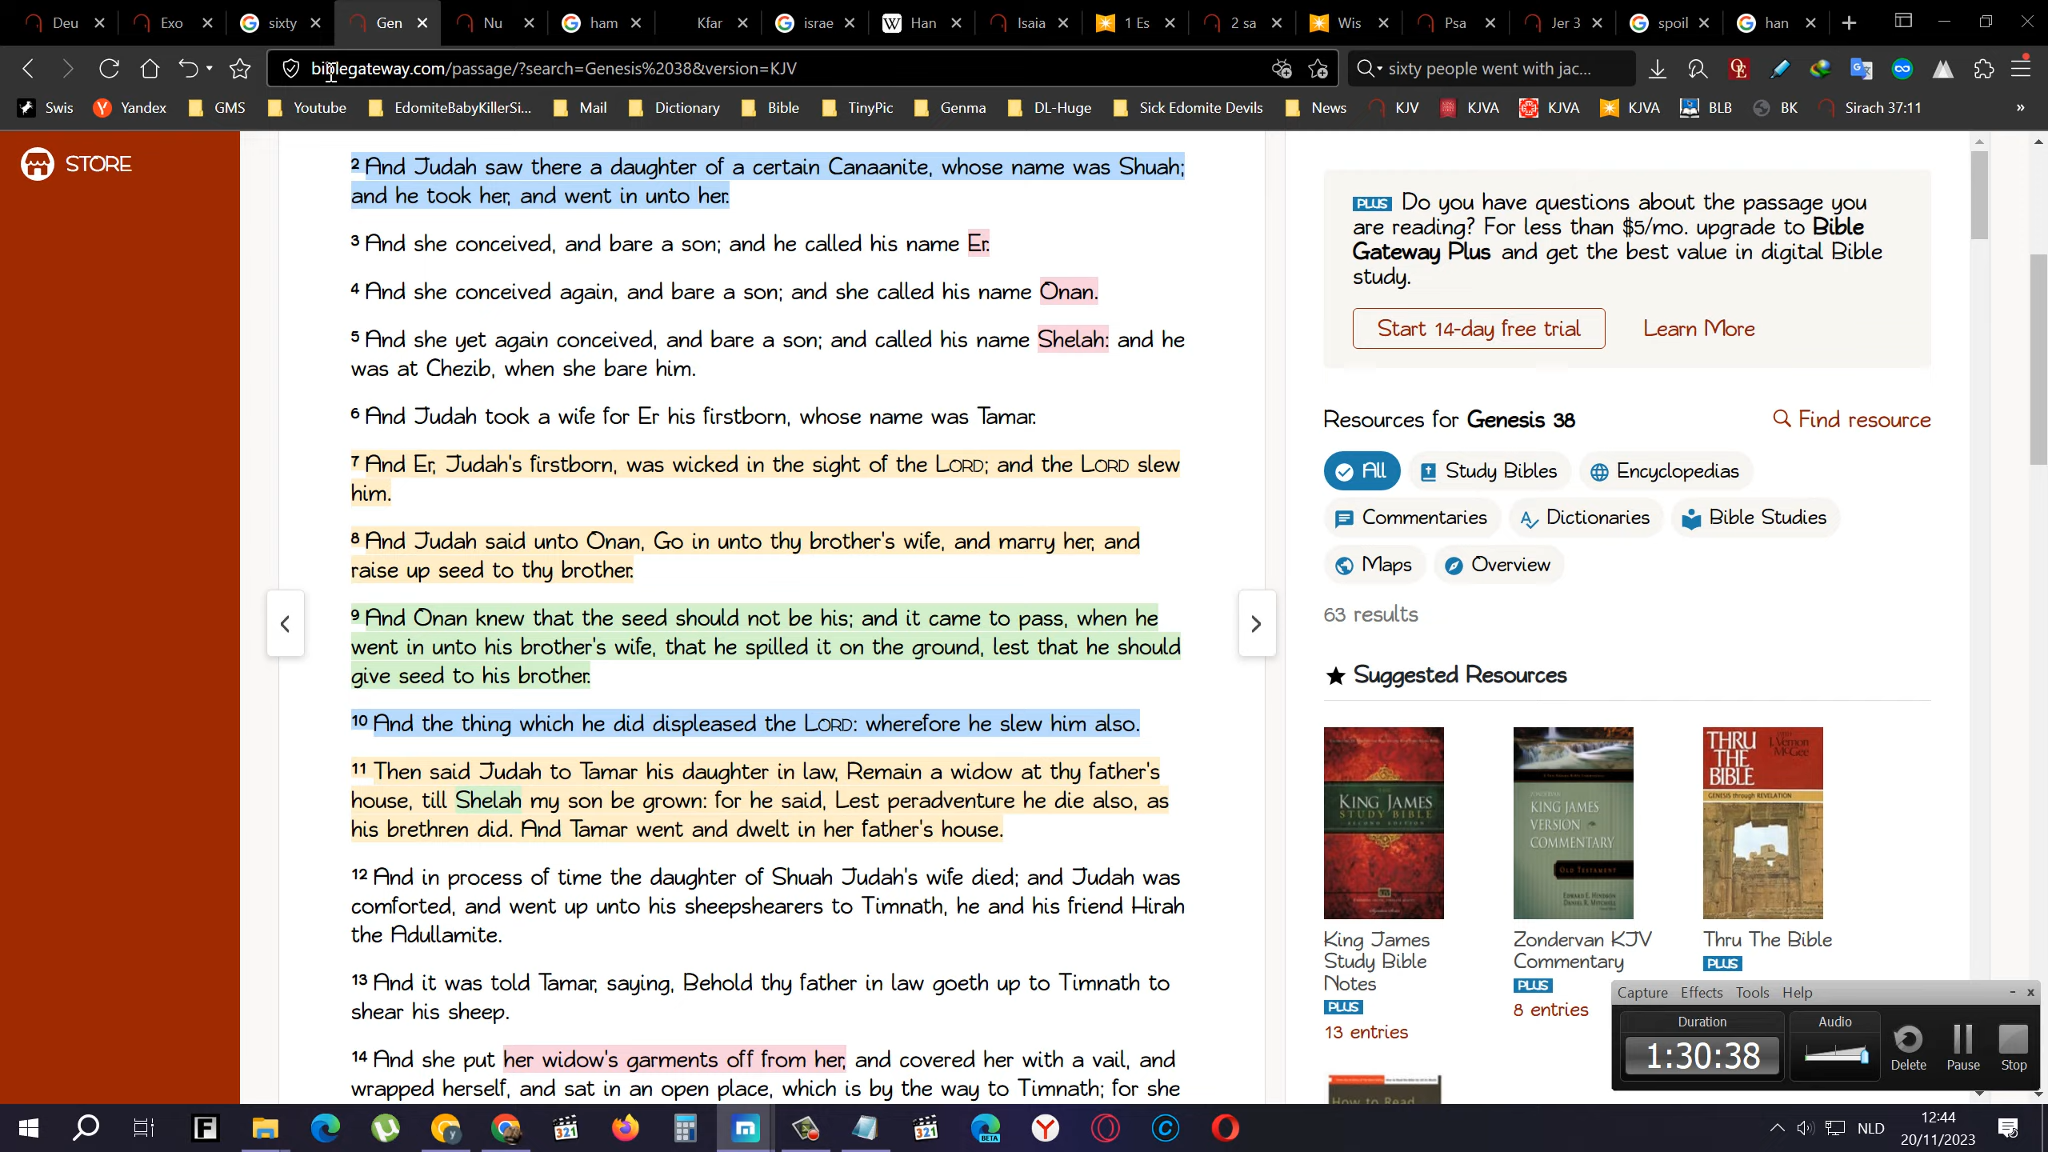 Deu
Exo
sixty
Gen
Nu
ham
Kfar
israe
Han
Isaia
1 Es
2 sa
Wis
Psa
Jer 3
spoil
han
biblegateway.com/passage/?search=Genesis%2038&version=KJV
sixty people went with jac...
Swis
Yandex
GMS
Youtube
EdomiteBabyKillerSi...
Mail
Dictionary
Bible
TinyPic
Genma
DL-Huge
Sick Edomite Devils
News
KJV
KJVA
KJVA
KJVA
BLB
BK
Sirach 37:11
STORE
2 And Judah saw there a daughter of a certain Canaanite, whose name was Shuah;
and he took her, and went in unto her.
3 And she conceived, and bare a son; and he called his name Er.
4 And she conceived again, and bare a son; and she called his name Onan.
5 And she yet again conceived, and bare a son; and called his name Shelah: and he
was at Chezib, when she bare him.
6 And Judah took a wife for Er his firstborn, whose name was Tamar.
7 And Er, Judah's firstborn, was wicked in the sight of the LORD; and the LORD slew
him.
8 And Judah said unto Onan, Go in unto thy brother's wife, and marry her, and
raise up seed to thy brother.
9 And Onan knew that the seed should not be his; and it came to pass, when he
went in unto his brother's wife, that he spilled it on the ground, lest that he should
give seed to his brother.
10 And the thing which he did displeased the LORD: wherefore he slew him also.
11 Then said Judah to Tamar his daughter in law, Remain a widow at thy father's
house, till Shelah my son be grown: for he said, Lest peradventure he die also, as
his brethren did. And Tamar went and dwelt in her father's house.
12 And in process of time the daughter of Shuah Judah's wife died; and Judah was
comforted, and went up unto his sheepshearers to Timnath, he and his friend Hirah
the Adullamite.
13 And it was told Tamar, saying, Behold thy father in law goeth up to Timnath to
shear his sheep.
14 And she put her widow's garments off from her, and covered her with a vail, and
wrapped herself, and sat in an open place, which is by the way to Timnath; for she
PLUS Do you have questions about the passage you
are reading? For less than $5/mo. upgrade to Bible
Gateway Plus and get the best value in digital Bible
study.
Start 14-day free trial
Learn More
Resources for Genesis 38
Find resource
All
Study Bibles
Encyclopedias
Commentaries
Dictionaries
Bible Studies
Maps
Overview
63 results
Suggested Resources
KING JAMES
STUDY BIBLE
SECOND EDITION
KING JAMES
VERSION
COMMENTARY
OLD TESTAMENT
THRU
THE
BIBLE
GENESIS through REVELATION
King James
Study Bible
Notes
PLUS
13 entries
Zondervan KJV
Commentary
PLUS
8 entries
Thru The Bible
PLUS
How to Read
Capture
Effects
Tools
Help
Duration
1:30:38
Audio
Delete
Pause
Stop
321
321
BETA
NLD
12:44
20/11/2023